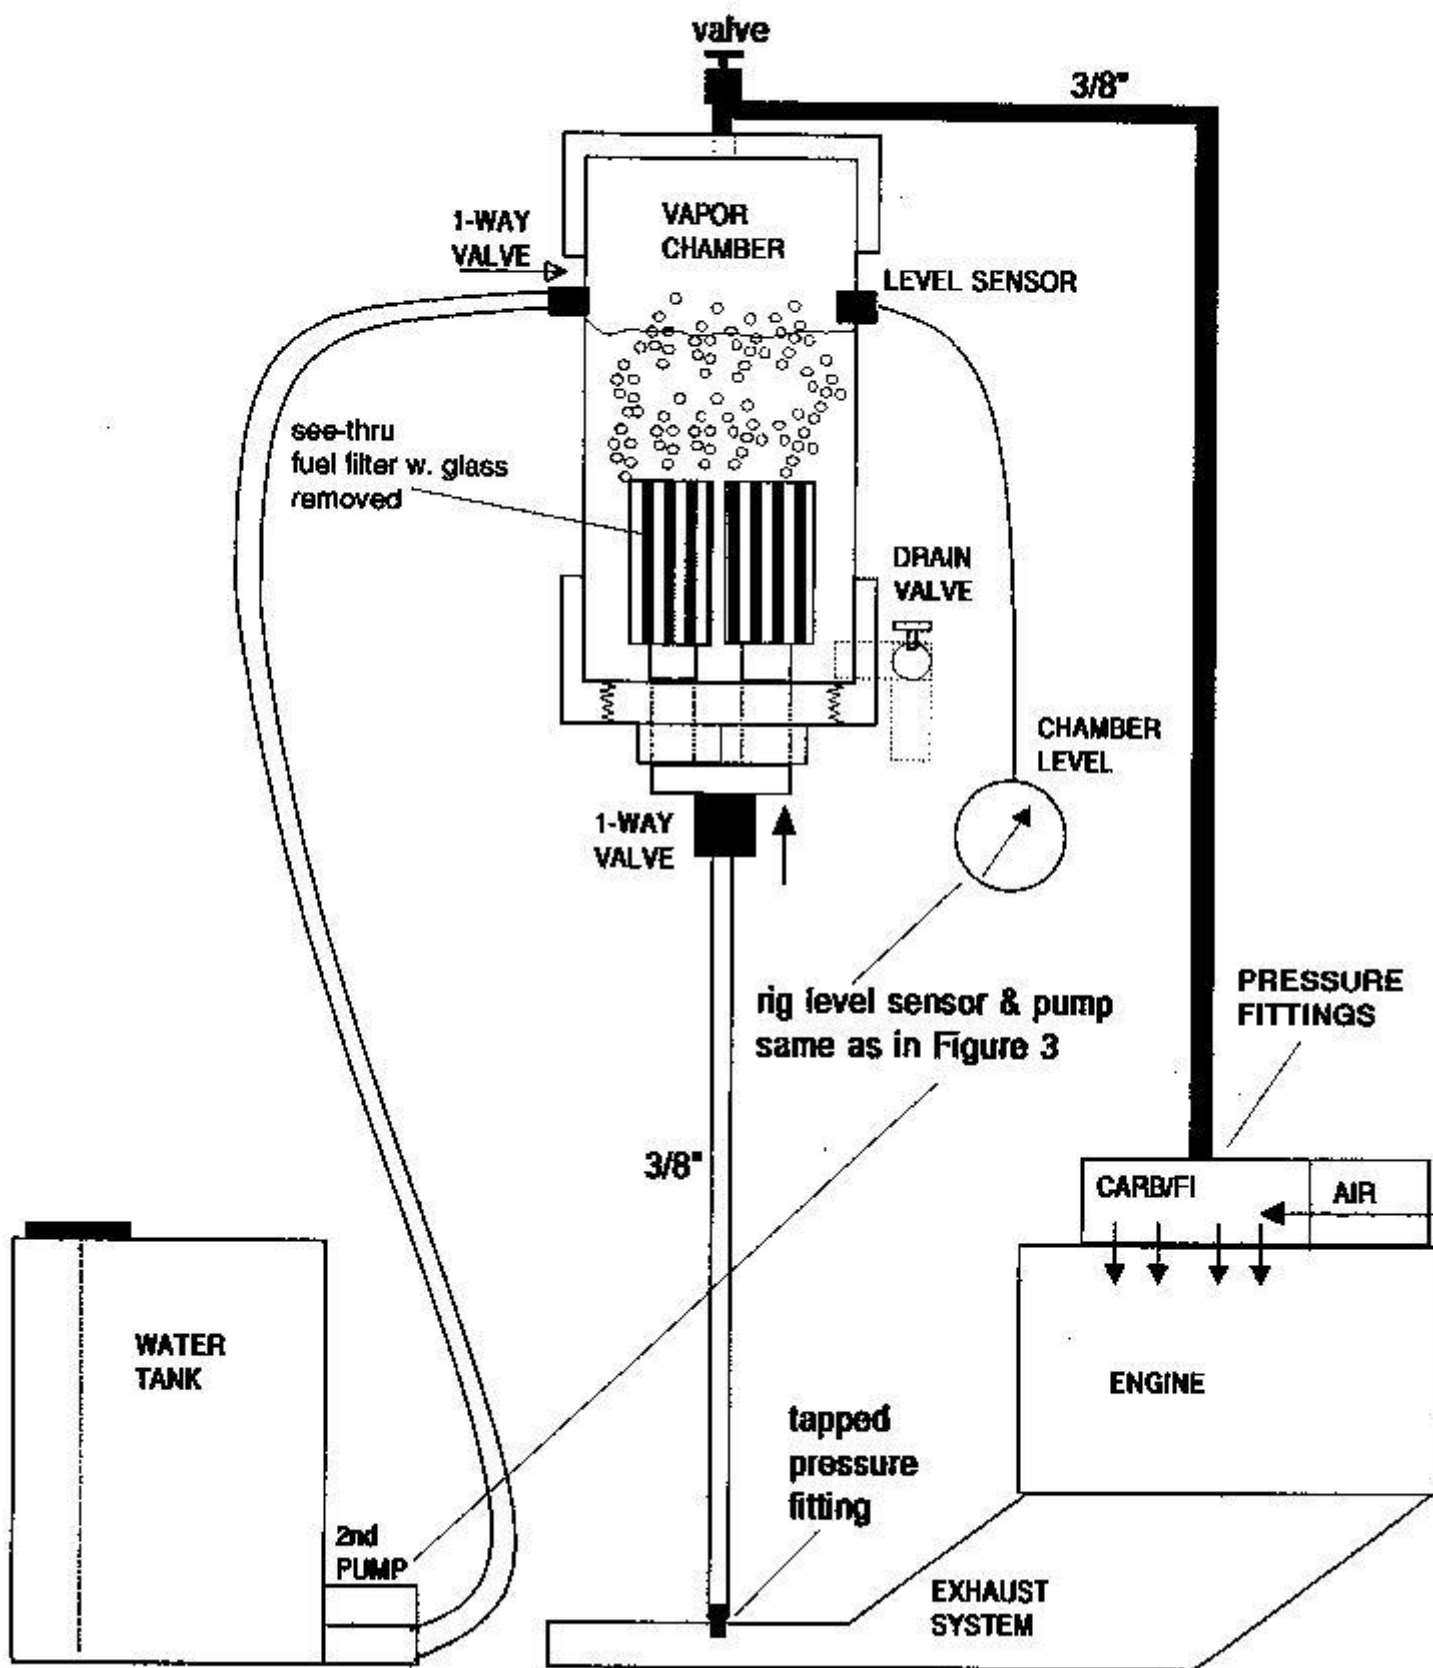 valve
3/8"
1-WAY
VALVE
VAPOR
CHAMBER
LEVEL SENSOR
see-thru
fuel filter w. glass
removed
DRAIN
VALVE
CHAMBER
LEVEL
1-WAY
VALVE
rig level sensor & pump
same as in Figure 3
PRESSURE
FITTINGS
3/8"
CARB/FI
AIR
WATER
TANK
ENGINE
tapped
pressure
fitting
2nd
PUMP
EXHAUST
SYSTEM